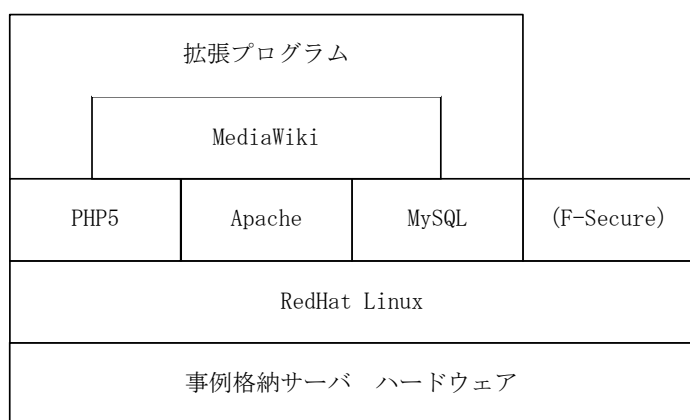 拡張プログラム
MediaWiki
PHP5 Apache MySQL (F-Secure)
RedHat Linux
事例格納サーバ　ハードウェア